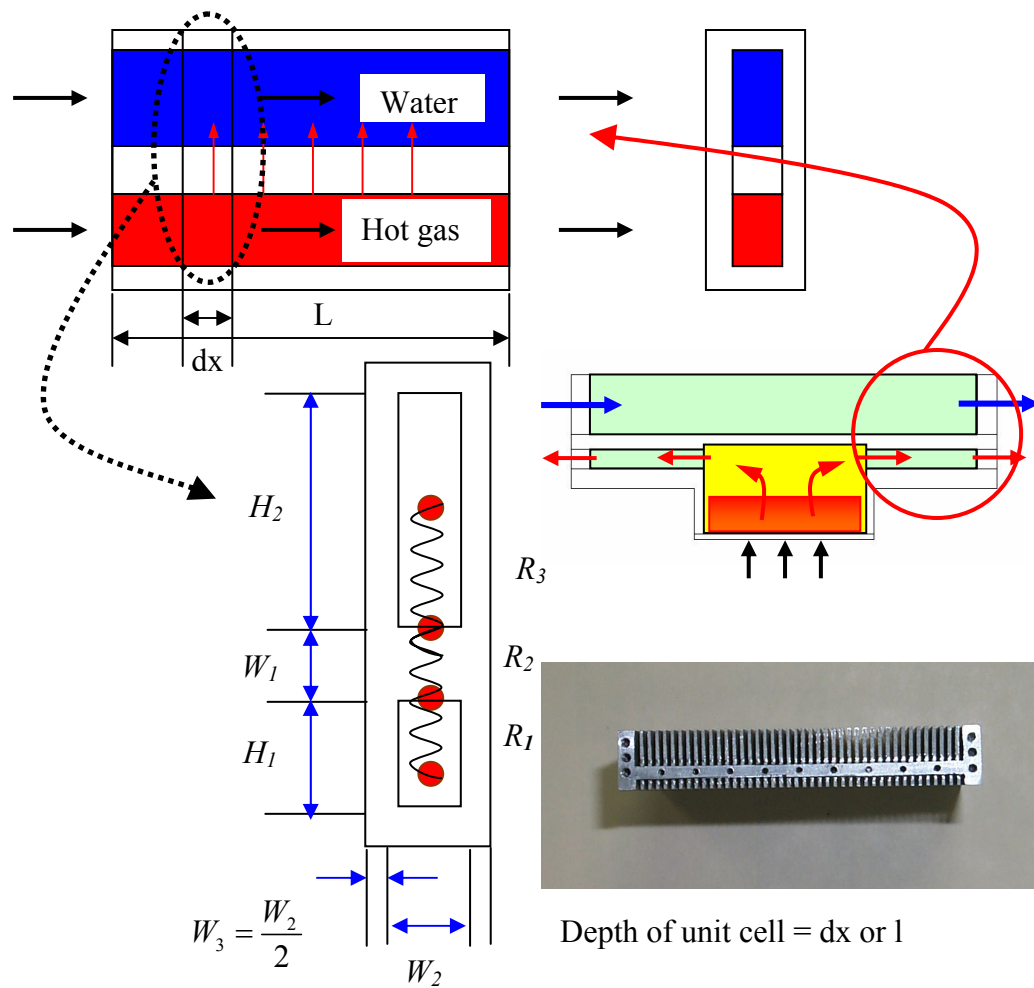 Water
Hot gas
L
dx
H2
R3
W1
R2
H1
R1
W3 = W2/2
W2
Depth of unit cell = dx or l